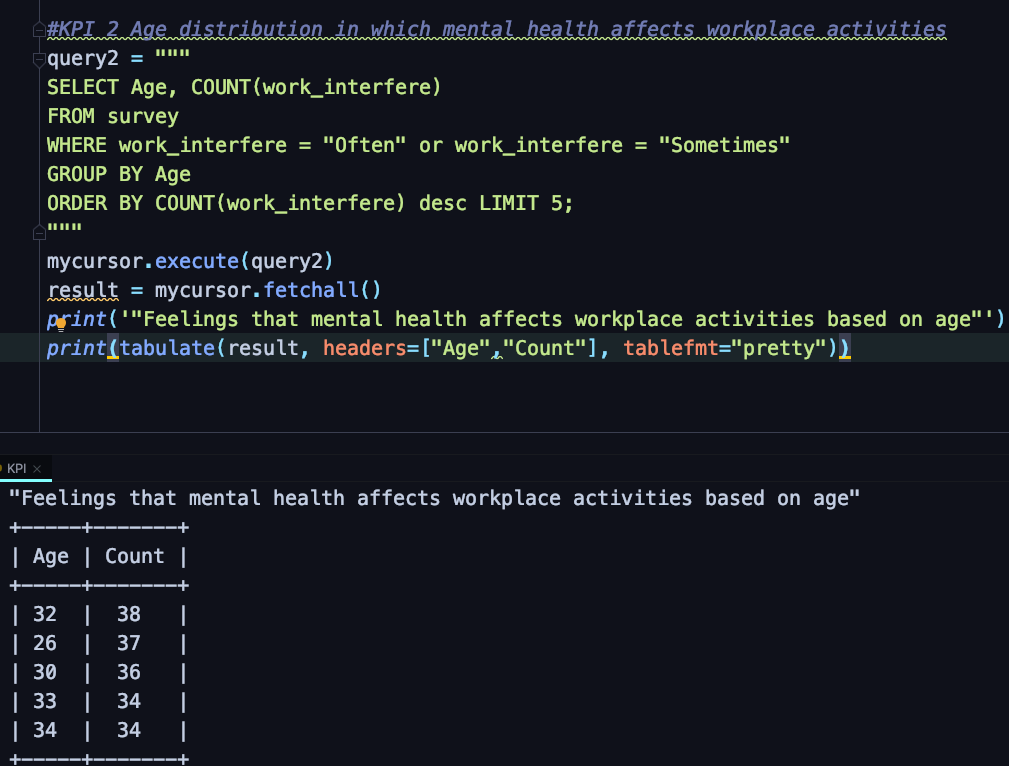 #KPI 2 Age distribution in which mental health affects workplace activities
query2 = """
SELECT Age, COUNT(work_interfere)
FROM survey
WHERE work_interfere = "Often" or work_interfere = "Sometimes"
GROUP BY Age
ORDER BY COUNT(work_interfere) desc LIMIT 5;
"""
mycursor.execute(query2)
result = mycursor.fetchall()
print('"Feelings that mental health affects workplace activities based on age"')
print(tabulate(result, headers=["Age","Count"], tablefmt="pretty"))
KPI ×
"Feelings that mental health affects workplace activities based on age"
+-----+-------+
| Age | Count |
+-----+-------+
| 32  |  38   |
| 26  |  37   |
| 30  |  36   |
| 33  |  34   |
| 34  |  34   |
+-----+-------+